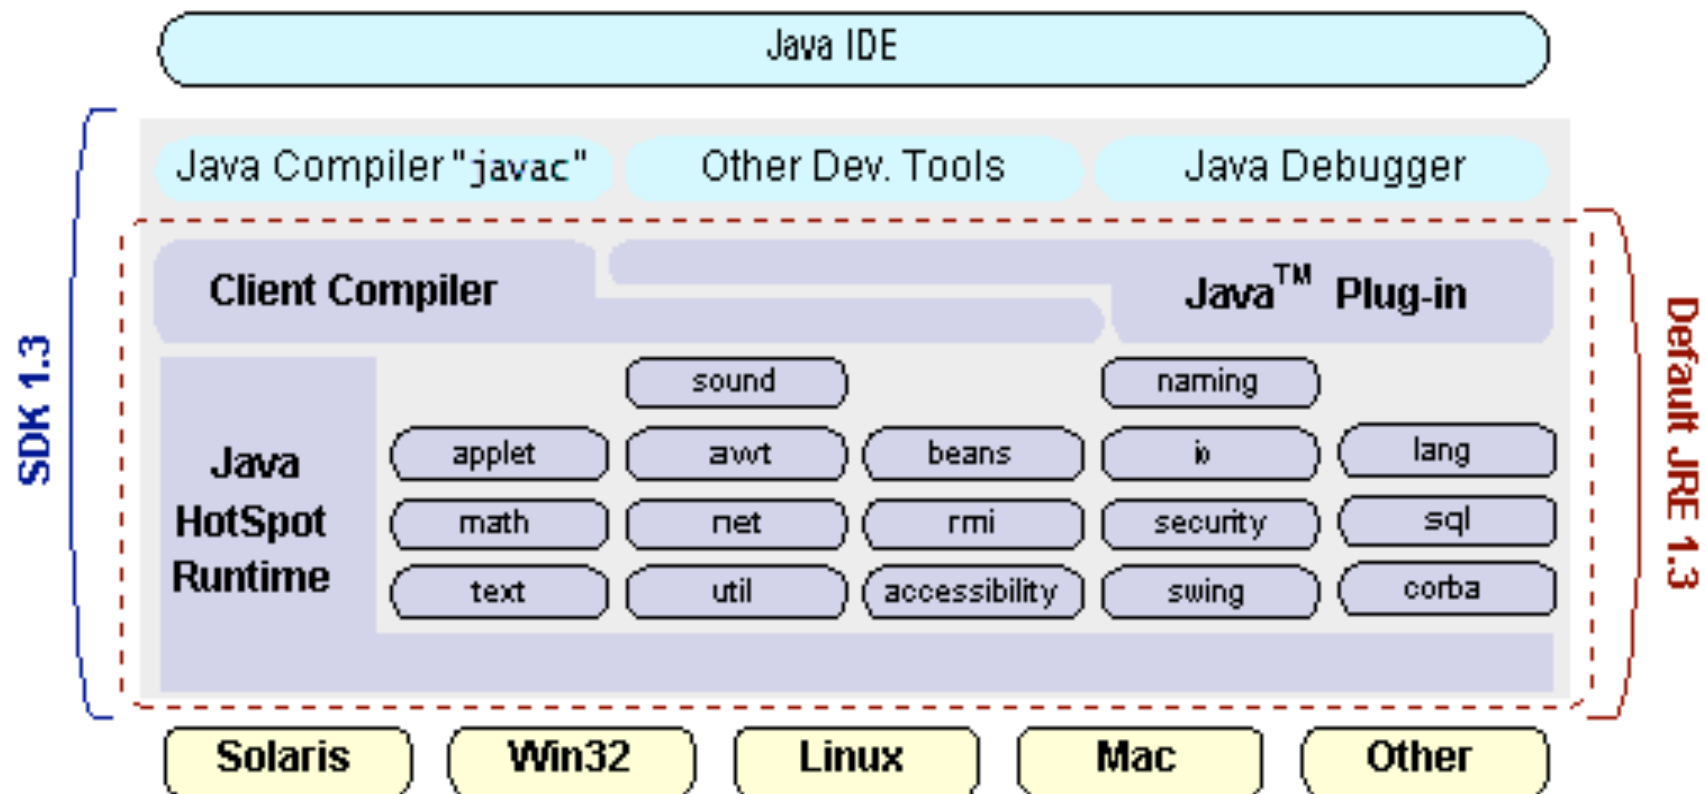 Java IDE
Java Compiler "javac"
Other Dev. Tools
Java Debugger
SDK 1.3
Default JRE 1.3
Client Compiler
Java™ Plug-in
Java
HotSpot
Runtime
sound
naming
applet
awt
beans
io
lang
math
net
rmi
security
sql
text
util
accessibility
swing
corba
Solaris
Win32
Linux
Mac
Other